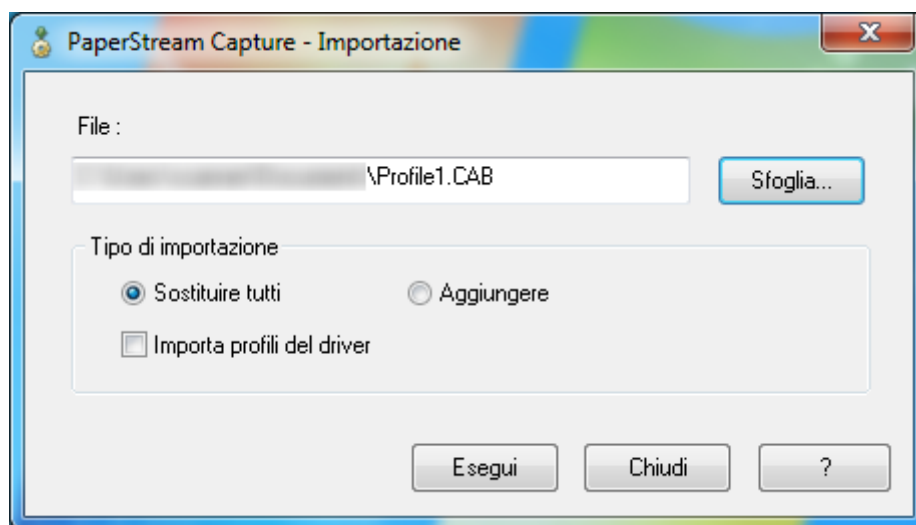 PaperStream Capture - Importazione
File :
\Profile1.CAB
Sfoglia...
Tipo di importazione
Sostituire tutti
Aggiungere
Importa profili del driver
Esegui
Chiudi
?